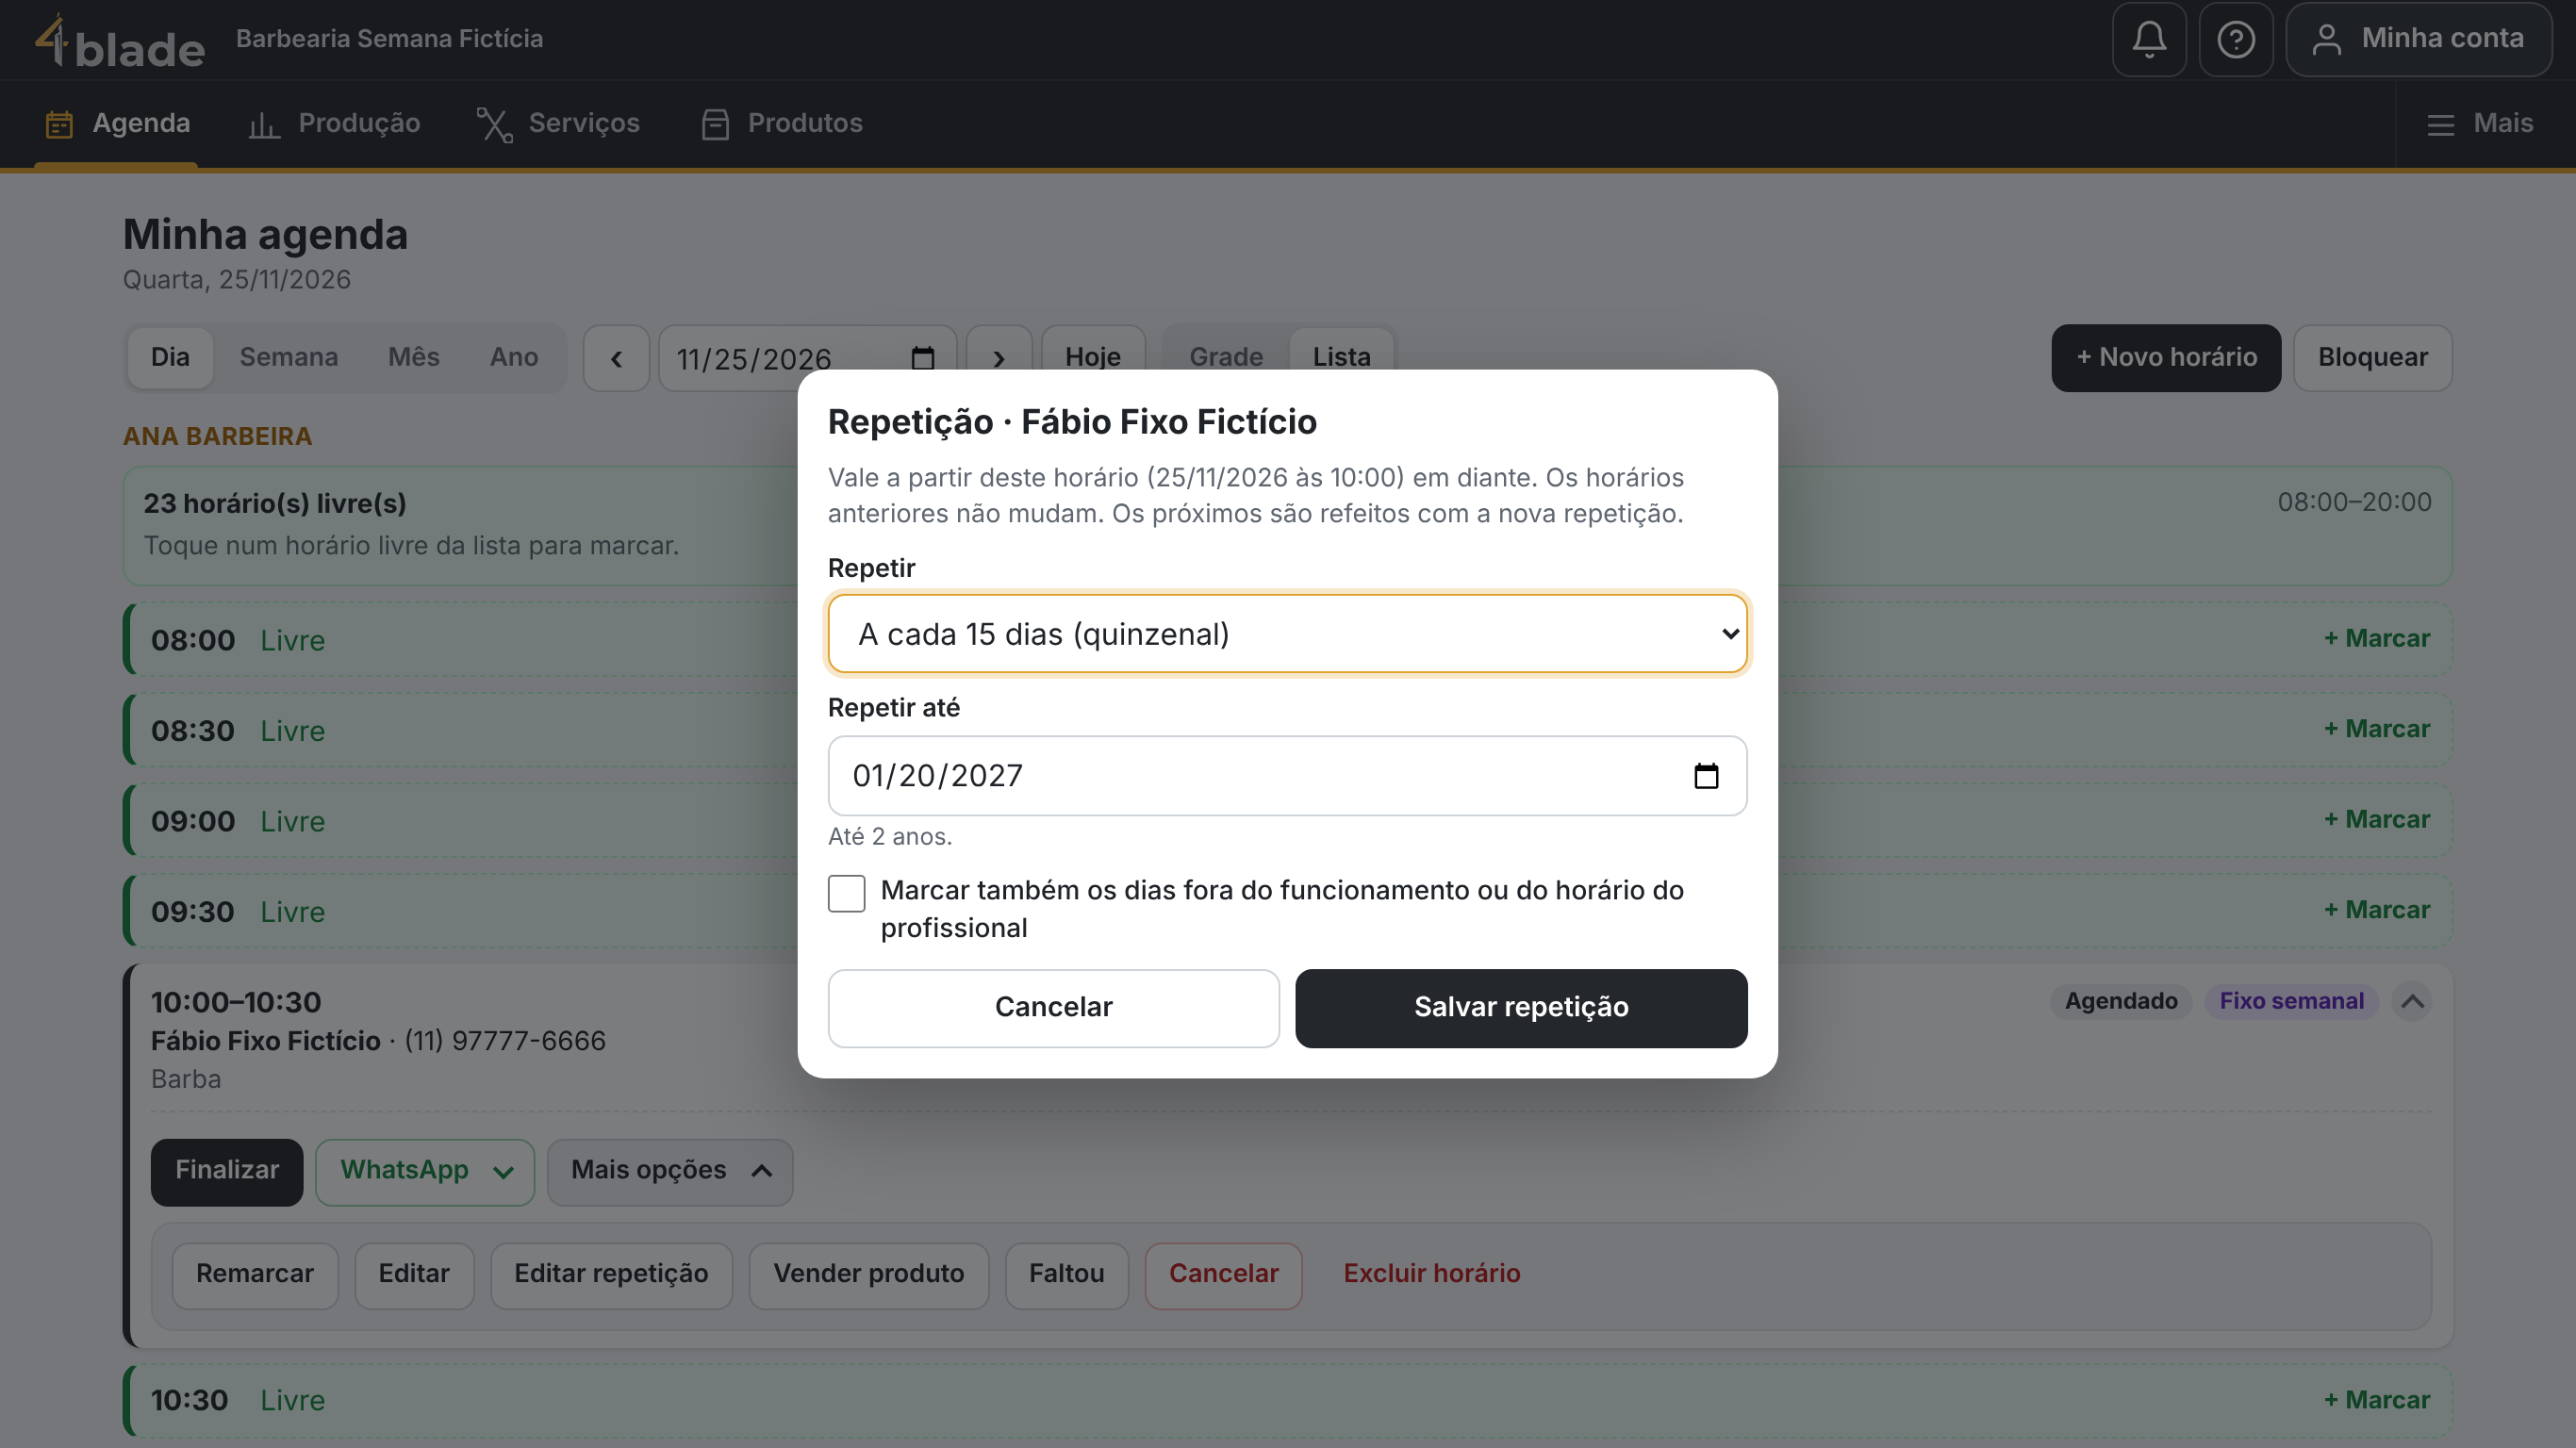 4blade
Barbearia Semana Fictícia
Minha conta
Agenda
Produção
Serviços
Produtos
Mais
Minha agenda
Quarta, 25/11/2026
Dia
Semana
Mês
Ano
11/25/2026
Hoje
Grade
Lista
+ Novo horário
Bloquear
ANA BARBEIRA
23 horário(s) livre(s)
08:00–20:00
Toque num horário livre da lista para marcar.
08:00 Livre + Marcar
08:30 Livre + Marcar
09:00 Livre + Marcar
09:30 Livre + Marcar
10:00–10:30
Agendado
Fixo semanal
Fábio Fixo Fictício · (11) 97777-6666
Barba
Finalizar
WhatsApp
Mais opções
Remarcar
Editar
Editar repetição
Vender produto
Faltou
Cancelar
Excluir horário
10:30 Livre + Marcar
Repetição · Fábio Fixo Fictício
Vale a partir deste horário (25/11/2026 às 10:00) em diante. Os horários
anteriores não mudam. Os próximos são refeitos com a nova repetição.
Repetir
A cada 15 dias (quinzenal)
Repetir até
01/20/2027
Até 2 anos.
Marcar também os dias fora do funcionamento ou do horário do
profissional
Cancelar
Salvar repetição